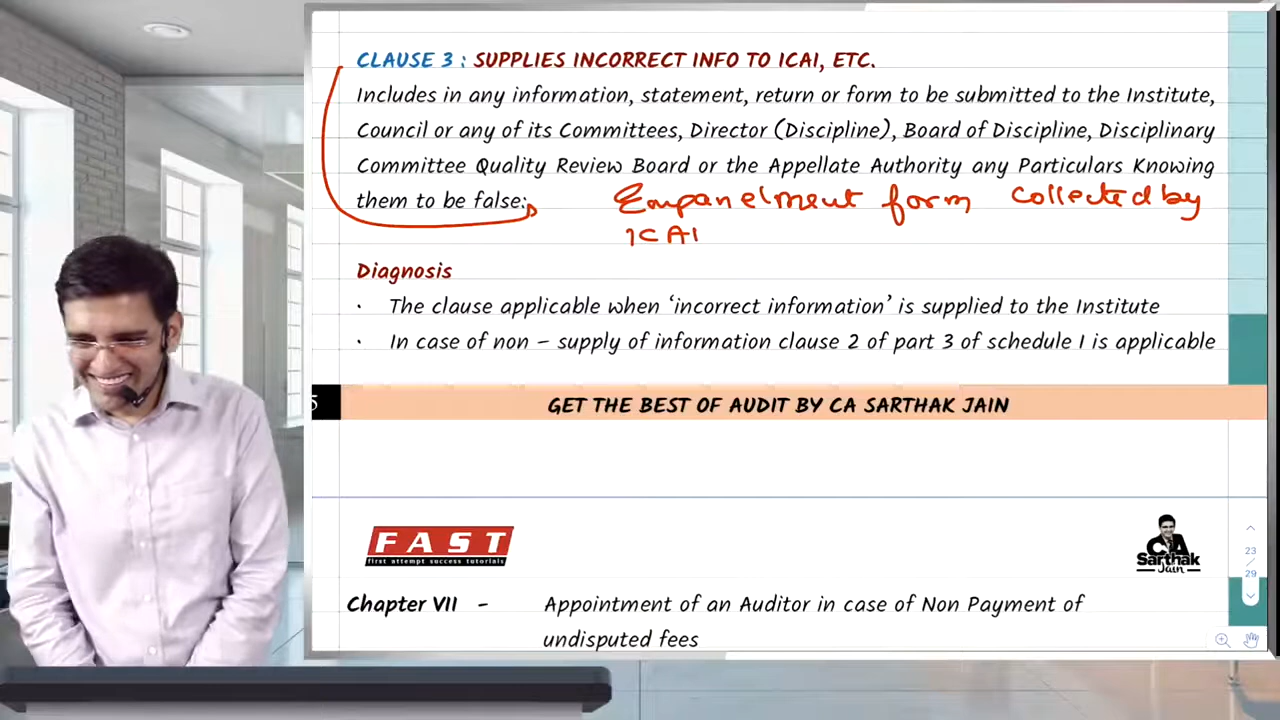 CLAUSE 3 : SUPPLIES INCORRECT INFO TO ICAI, ETC.
Includes in any information, statement, return or form to be submitted to the Institute,
Council or any of its Committees, Director (Discipline), Board of Discipline, Disciplinary
Committee Quality Review Board or the Appellate Authority any Particulars Knowing
them to be false:
Empanelment form collected by
ICAI
Diagnosis
· The clause applicable when ‘incorrect information’ is supplied to the Institute
· In case of non – supply of information clause 2 of part 3 of schedule I is applicable
5
GET THE BEST OF AUDIT BY CA SARTHAK JAIN
FAST
first attempt success tutorials
CA
Sarthak
Jain
23
/
29
Chapter VII - Appointment of an Auditor in case of Non Payment of
undisputed fees